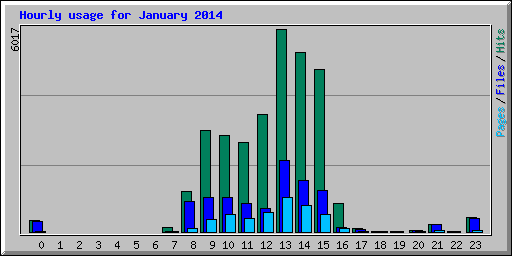 Hourly usage for January 2014
6017
Pages / Files / Hits
0 1 2 3 4 5 6 7 8 9 10 11 12 13 14 15 16 17 18 19 20 21 22 23